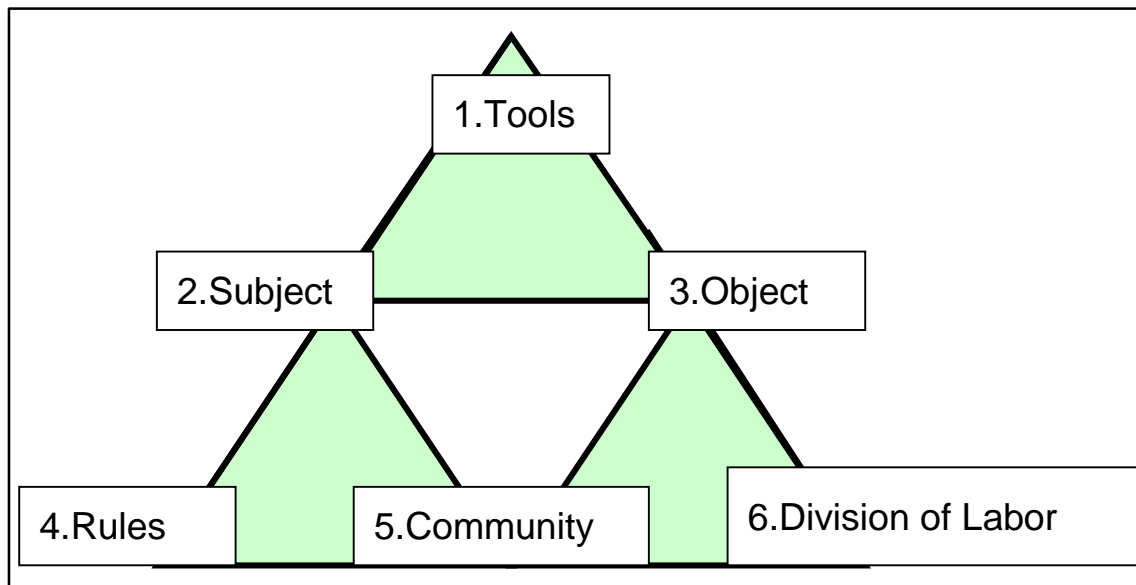 1.Tools
2.Subject
3.Object
4.Rules
5.Community
6.Division of Labor